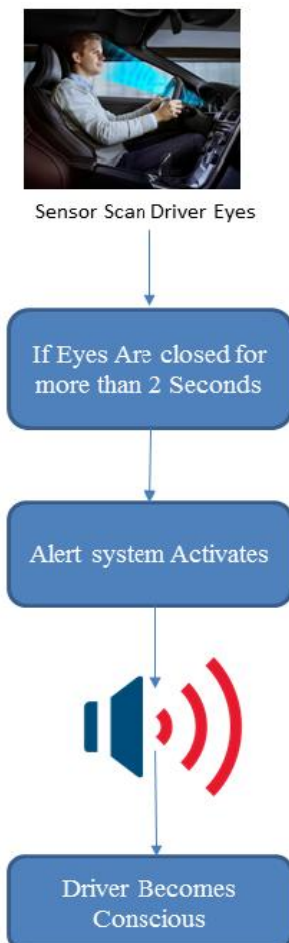 Sensor Scan Driver Eyes
If Eyes Are closed for
more than 2 Seconds
Alert system Activates
Driver Becomes
Conscious